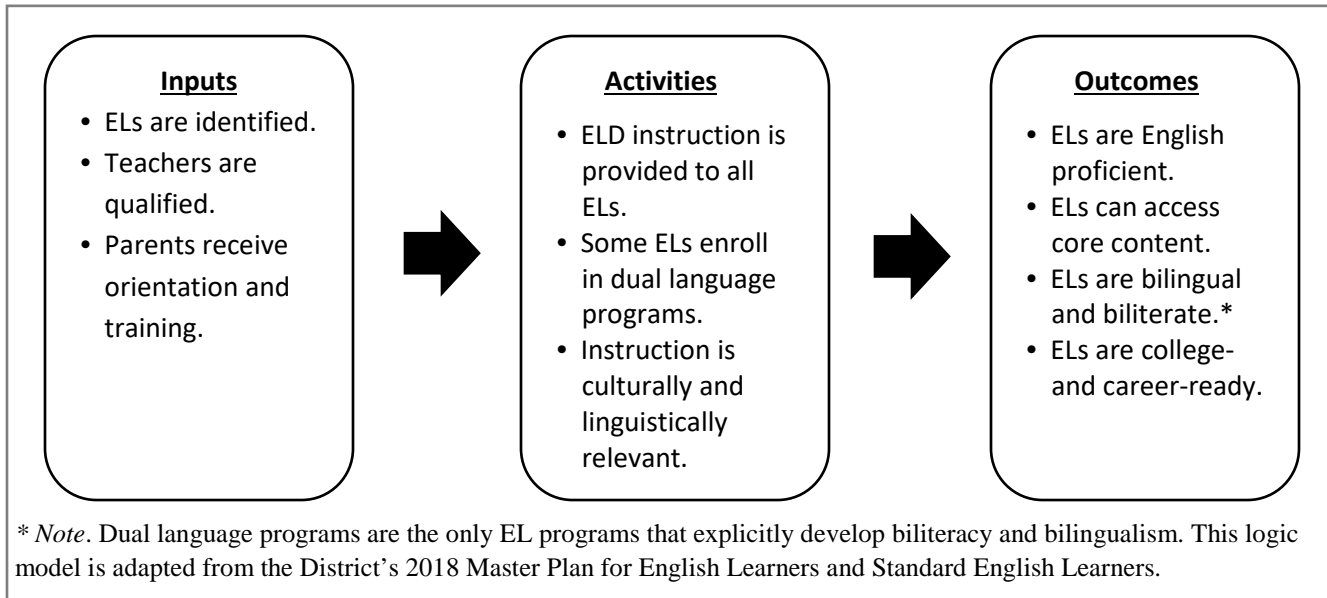 Inputs
• ELs are identified.
• Teachers are
qualified.
• Parents receive
orientation and
training.
Activities
• ELD instruction is
provided to all
ELs.
• Some ELs enroll
in dual language
programs.
• Instruction is
culturally and
linguistically
relevant.
Outcomes
• ELs are English
proficient.
• ELs can access
core content.
• ELs are bilingual
and biliterate.*
• ELs are college-
and career-ready.
* Note. Dual language programs are the only EL programs that explicitly develop biliteracy and bilingualism. This logic
model is adapted from the District’s 2018 Master Plan for English Learners and Standard English Learners.